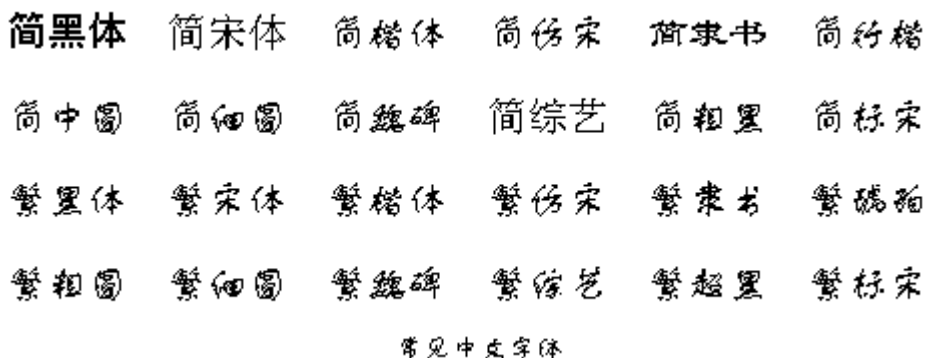 简黑体 简宋体 简楷体 简仿宋 简隶书 简行楷
简中圆 简细圆 简魏碑 简综艺 简粗黑 简标宋
繁黑体 繁宋体 繁楷体 繁仿宋 繁隶书 繁琥珀
繁粗圆 繁细圆 繁魏碑 繁综艺 繁超黑 繁标宋
常见中文字体